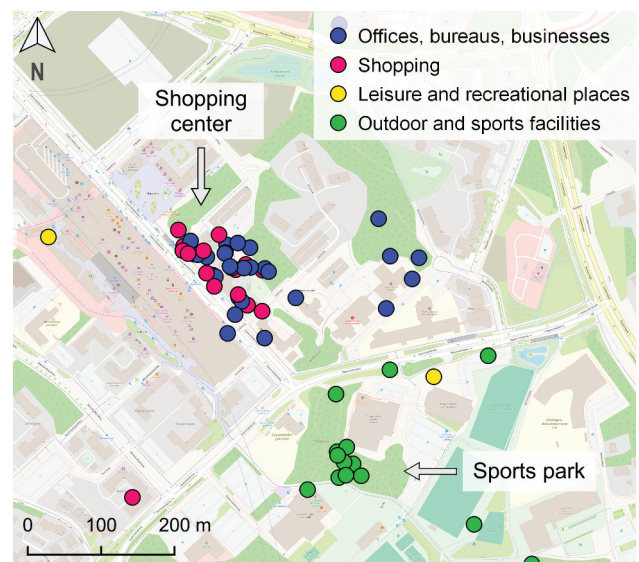 N
Offices, bureaus, businesses
Shopping
Leisure and recreational places
Outdoor and sports facilities
Shopping
center
Sports park
0 100 200 m